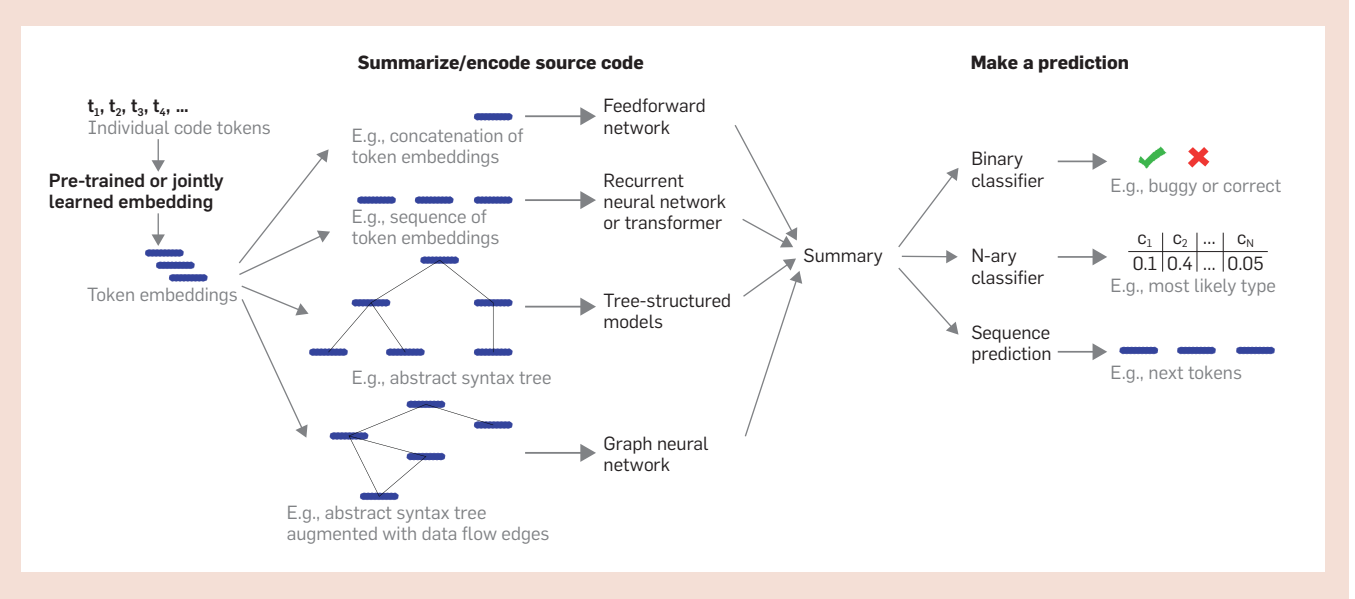 Summarize/encode source code
Make a prediction
t1, t2, t3, t4, ...
Individual code tokens
Pre-trained or jointly
learned embedding
Token embeddings
E.g., concatenation of
token embeddings
Feedforward
network
E.g., sequence of
token embeddings
Recurrent
neural network
or transformer
E.g., abstract syntax tree
Tree-structured
models
E.g., abstract syntax tree
augmented with data flow edges
Graph neural
network
Summary
Binary
classifier
E.g., buggy or correct
N-ary
classifier
c1 c2 ... cN
0.1 0.4 ... 0.05
E.g., most likely type
Sequence
prediction
E.g., next tokens